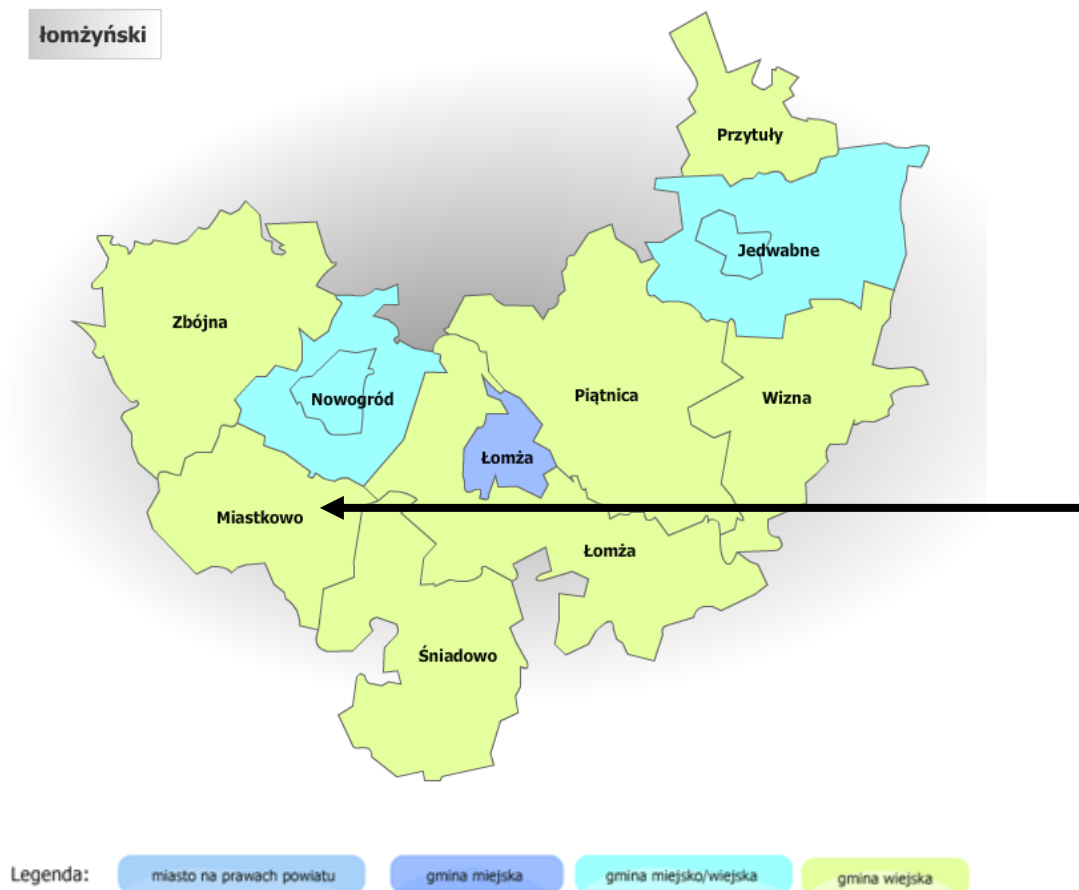 łomżyński
Przytuły
Jedwabne
Zbójna
Nowogród
Piątnica
Wizna
Łomża
Miastkowo
Łomża
Śniadowo
Legenda: miasto na prawach powiatu gmina miejska gmina miejsko/wiejska gmina wiejska